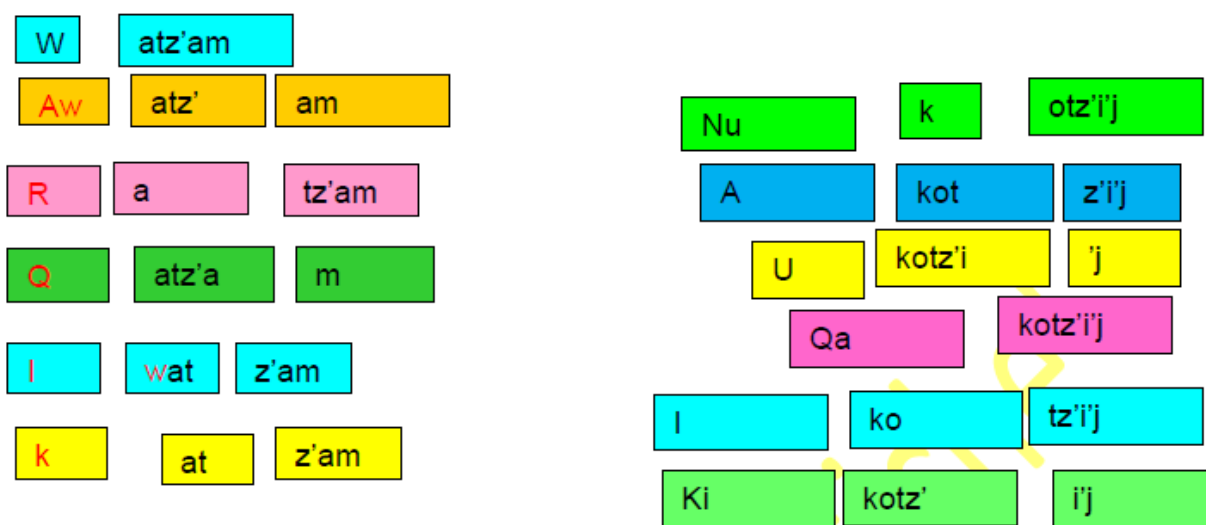 W atz'am
Aw atz' am
R a tz'am
Q atz'a m
I wat z'am
k at z'am
Nu k otz'i'j
A kot z'i'j
U kotz'i 'j
Qa kotz'i'j
I ko tz'i'j
Ki kotz' i'j